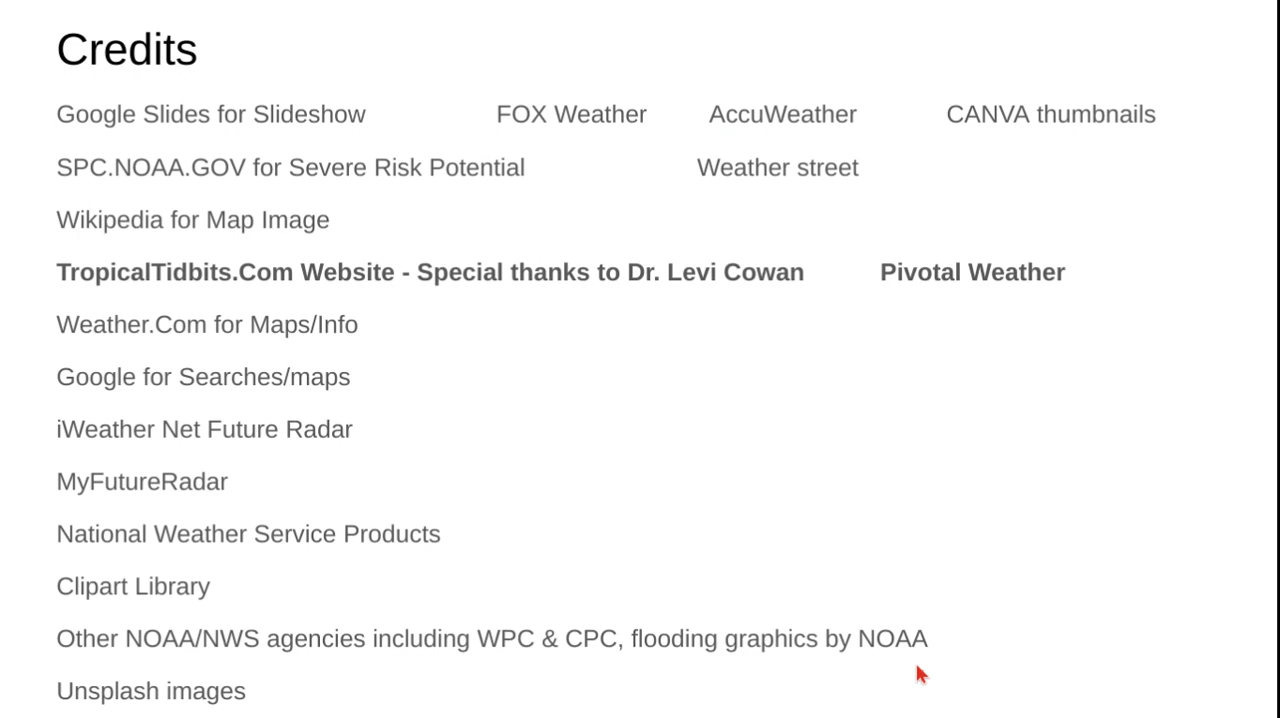 Credits
Google Slides for Slideshow FOX Weather AccuWeather CANVA thumbnails
SPC.NOAA.GOV for Severe Risk Potential Weather street
Wikipedia for Map Image
TropicalTidbits.Com Website - Special thanks to Dr. Levi Cowan Pivotal Weather
Weather.Com for Maps/Info
Google for Searches/maps
iWeather Net Future Radar
MyFutureRadar
National Weather Service Products
Clipart Library
Other NOAA/NWS agencies including WPC & CPC, flooding graphics by NOAA
Unsplash images